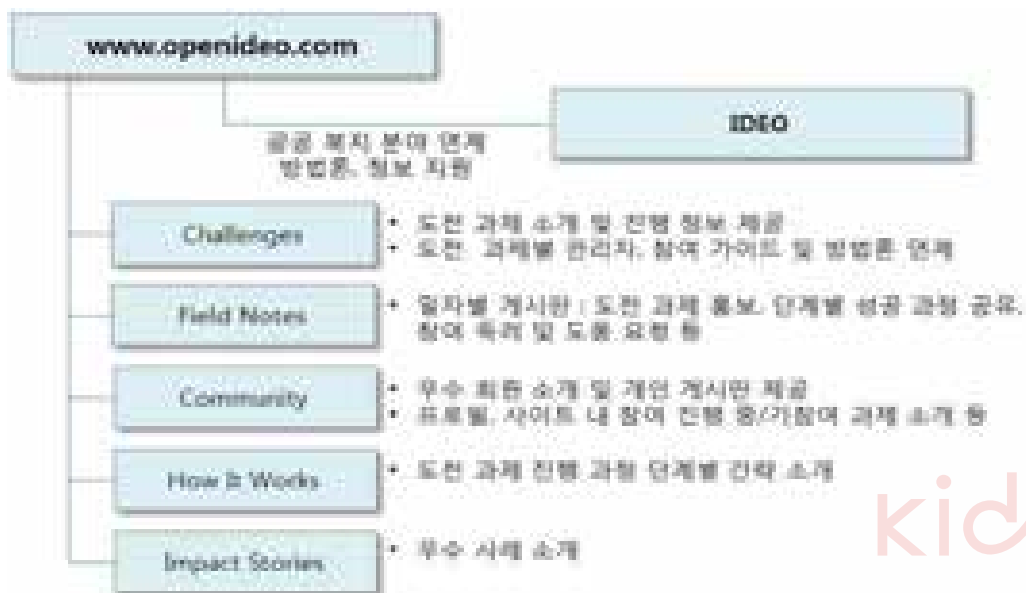 www.openideo.com
IDEO
공공 복지 분야 연계
방법론, 정보 지원
Challenges
• 도전 과제 소개 및 진행 정보 제공
• 도전 과제별 관리자, 참여 가이드 및 방법론 연계
Field Notes
• 일자별 게시판 : 도전 과제 홍보, 단계별 성공 과정 공유,
참여 독려 및 도움 요청 등
Community
• 우수 회원 소개 및 개인 게시판 제공
• 프로필, 사이트 내 참여 진행 중/기참여 과제 소개 등
How It Works
• 도전 과제 진행 과정 단계별 전략 소개
Impact Stories
• 우수 사례 소개
kid